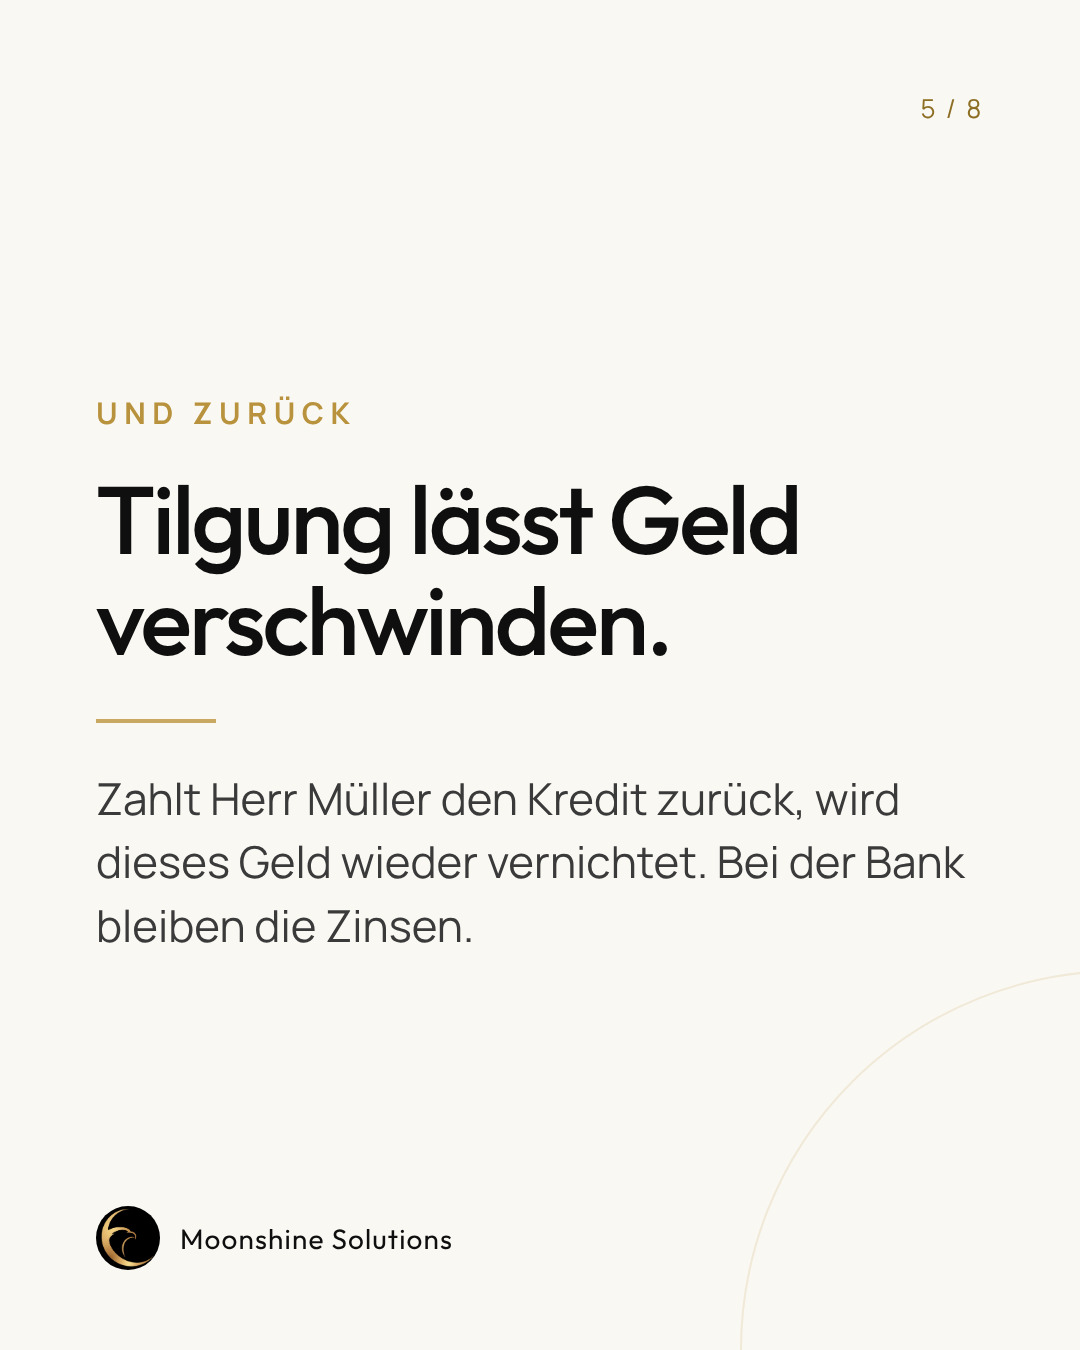 5 / 8
UND ZURÜCK
Tilgung lässt Geld
verschwinden.
Zahlt Herr Müller den Kredit zurück, wird
dieses Geld wieder vernichtet. Bei der Bank
bleiben die Zinsen.
Moonshine Solutions